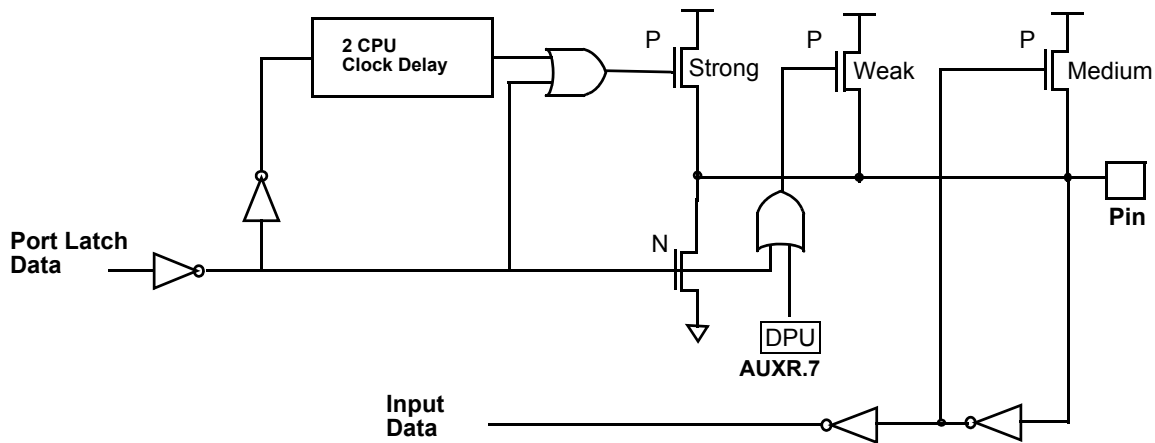 2 CPU
Clock Delay
P
Strong
P
Weak
P
Medium
Pin
Port Latch
Data
N
DPU
AUXR.7
Input
Data